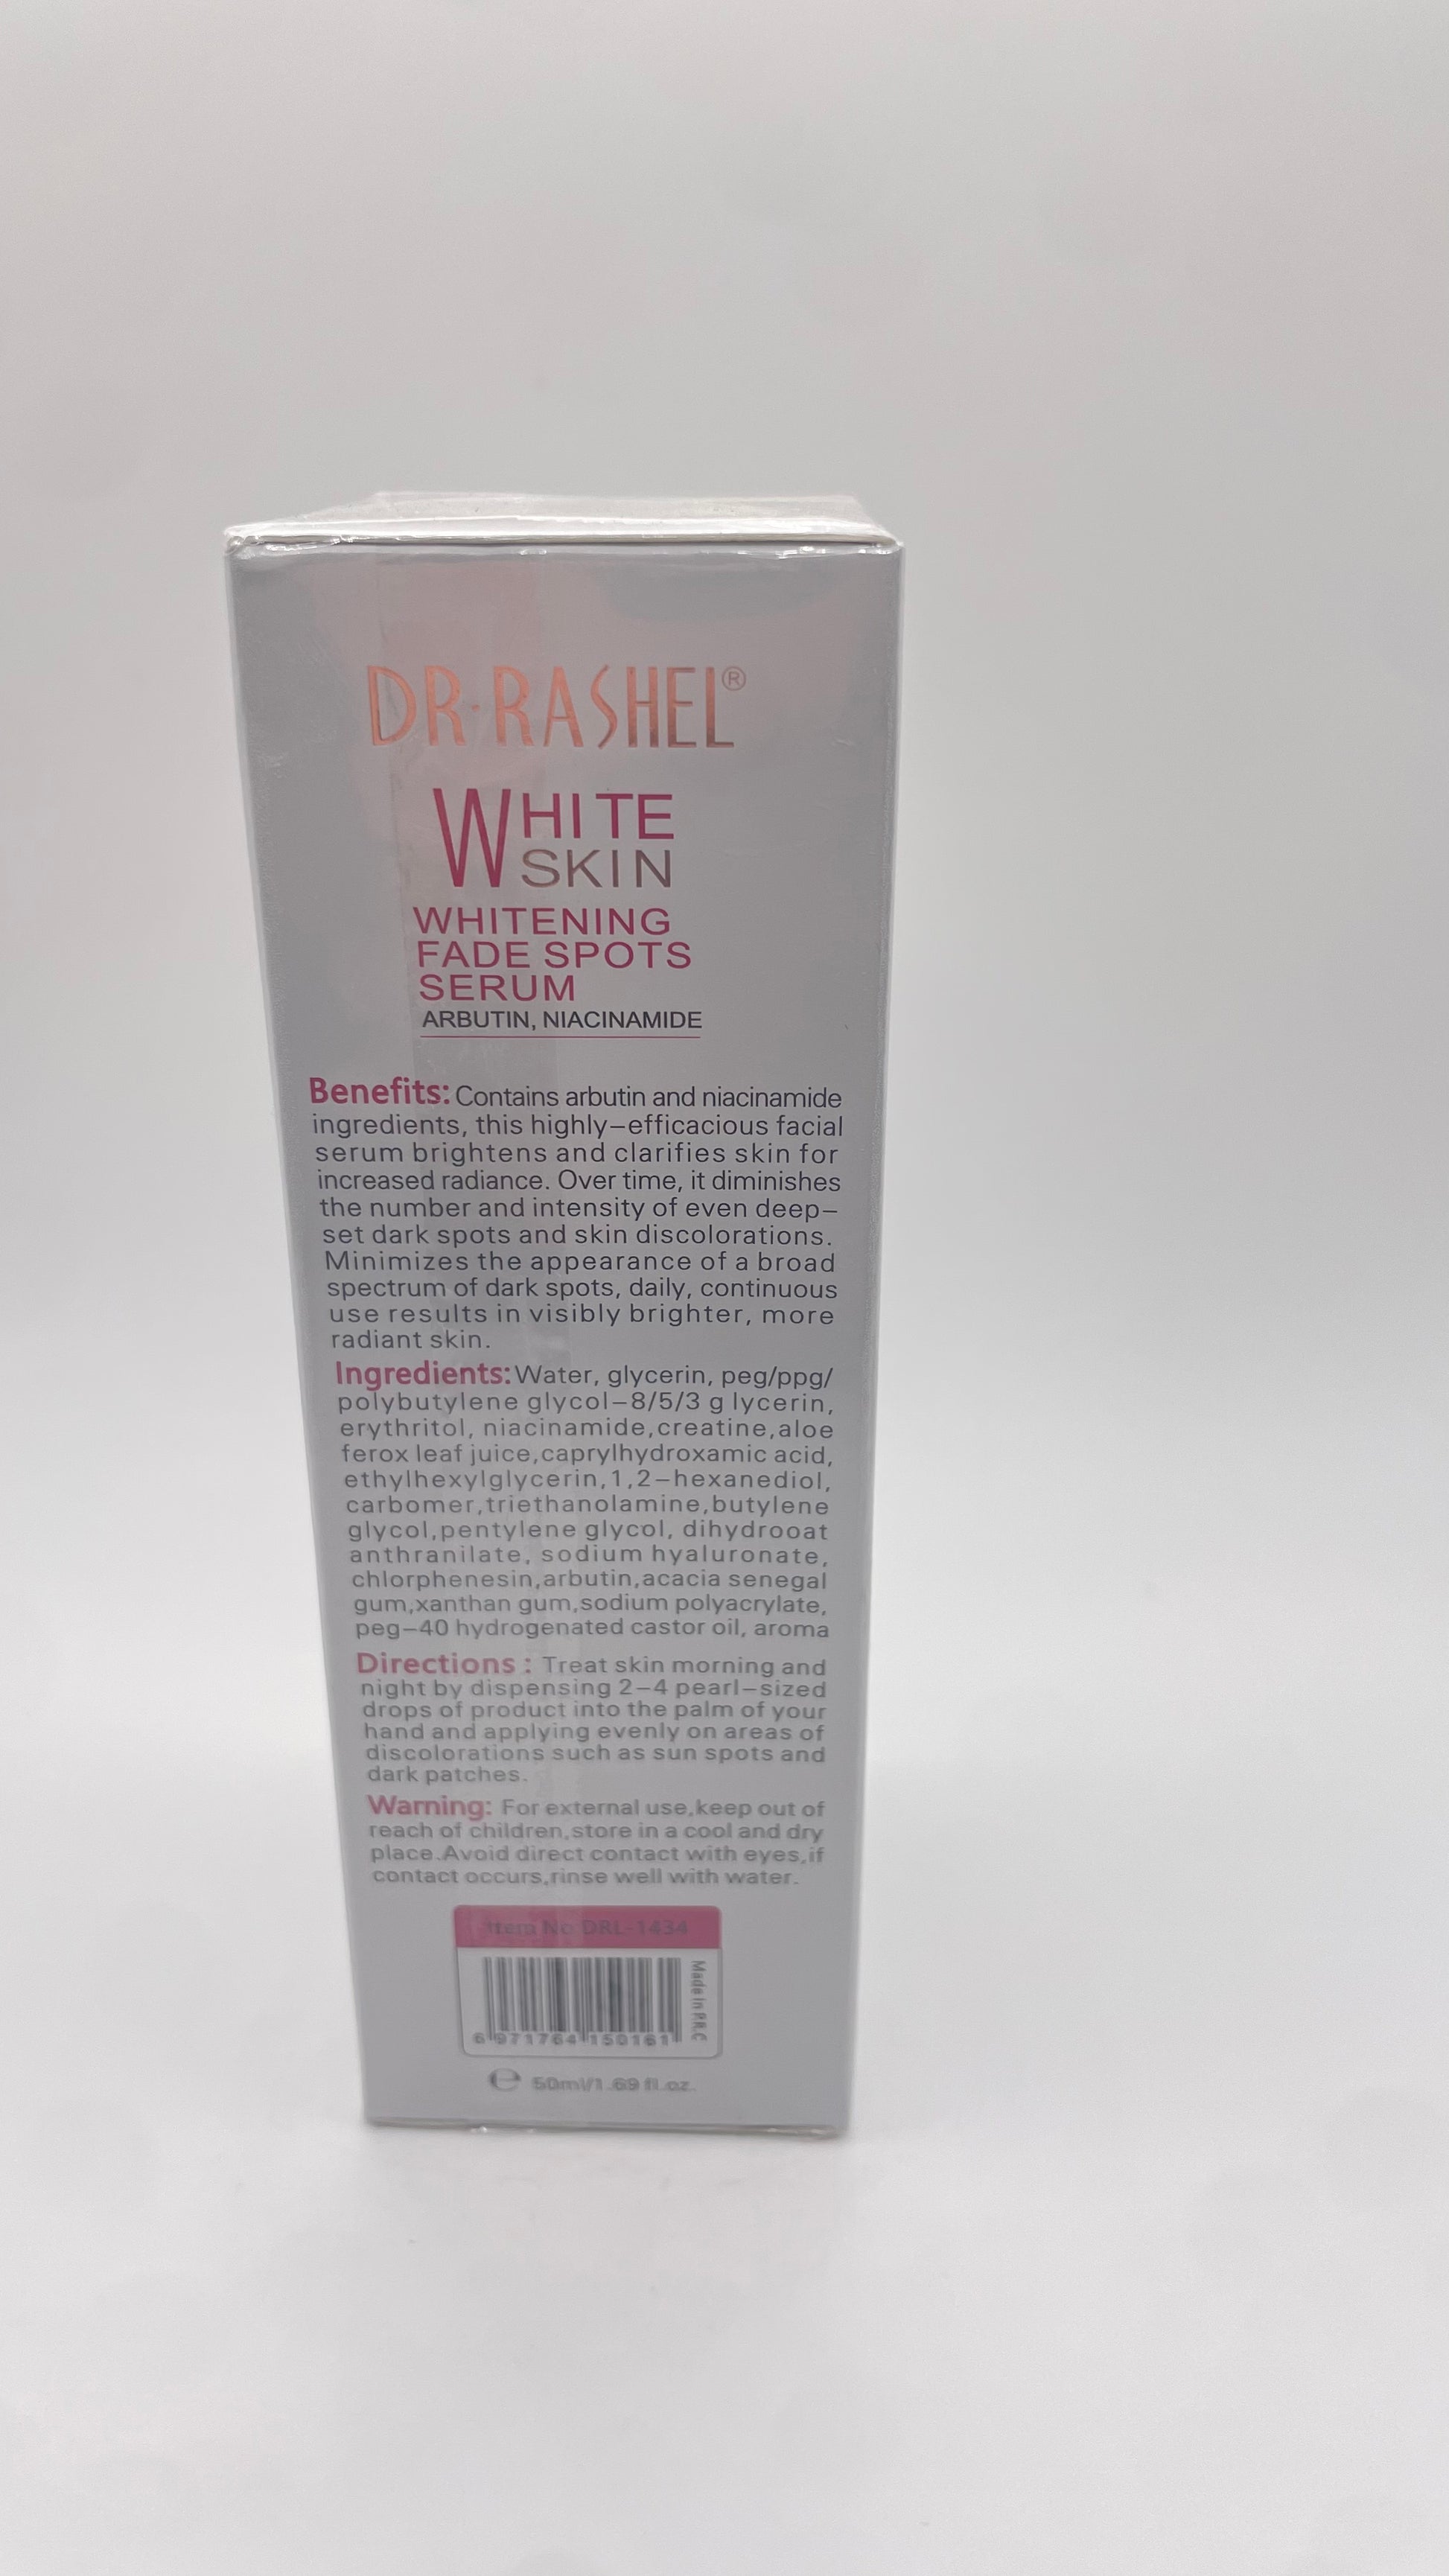 DR·RASHEL®
WHITE
SKIN
WHITENING
FADE SPOTS
SERUM
ARBUTIN, NIACINAMIDE
Benefits: Contains arbutin and niacinamide
ingredients, this highly–efficacious facial
serum brightens and clarifies skin for
increased radiance. Over time, it diminishes
the number and intensity of even deep–
set dark spots and skin discolorations.
Minimizes the appearance of a broad
spectrum of dark spots, daily, continuous
use results in visibly brighter, more
radiant skin.
Ingredients: Water, glycerin, peg/ppg/
polybutylene glycol–8/5/3 g lycerin,
erythritol, niacinamide,creatine,aloe
ferox leaf juice,caprylhydroxamic acid,
ethylhexylglycerin,1,2–hexanediol,
carbomer,triethanolamine,butylene
glycol,pentylene glycol, dihydrooat
anthranilate, sodium hyaluronate,
chlorphenesin,arbutin,acacia senegal
gum,xanthan gum,sodium polyacrylate,
peg–40 hydrogenated castor oil, aroma
Directions : Treat skin morning and
night by dispensing 2–4 pearl–sized
drops of product into the palm of your
hand and applying evenly on areas of
discolorations such as sun spots and
dark patches.
Warning: For external use,keep out of
reach of children,store in a cool and dry
place.Avoid direct contact with eyes,if
contact occurs,rinse well with water.
Item No DRL-1434
Made in P.R.C
6 971764 150161
e 50ml/1.69 fl.oz.